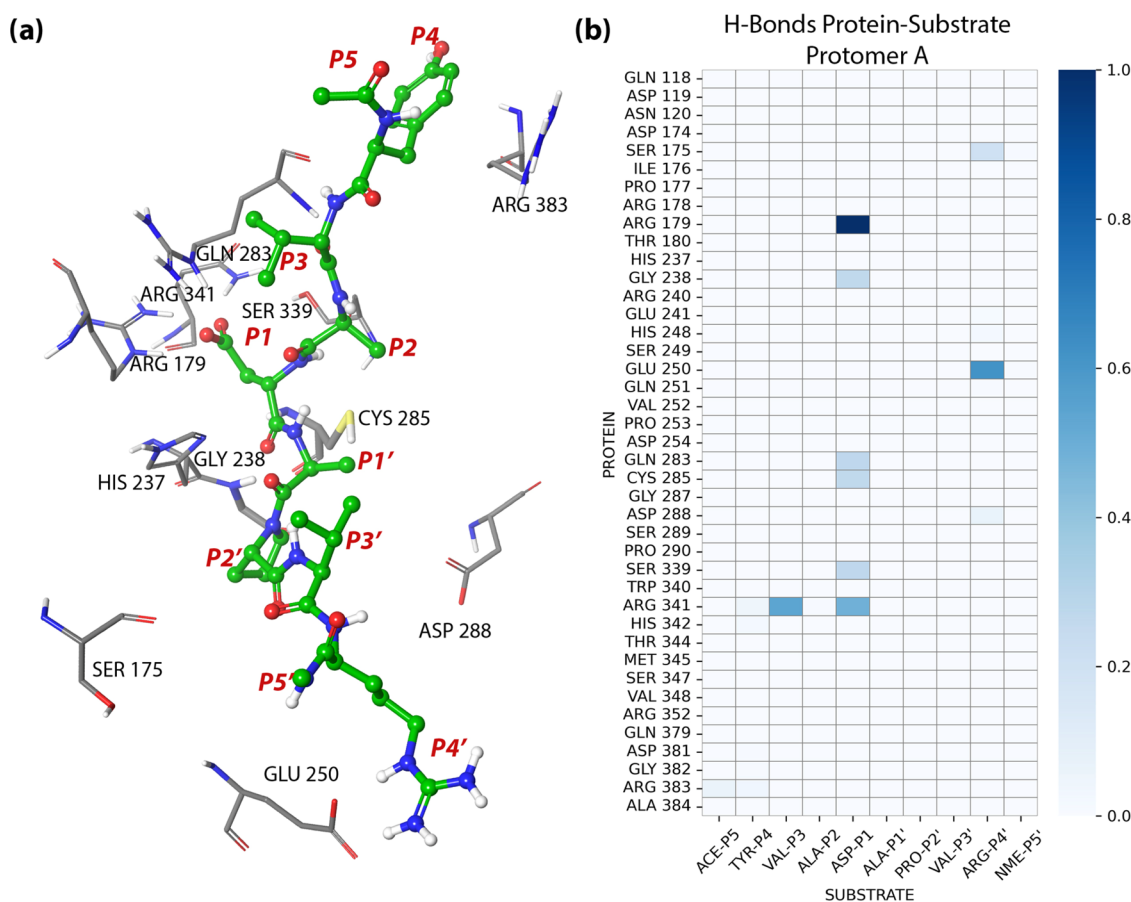 (a)
P4
P5
ARG 383
GLN 283
P3
ARG 341
SER 339
P1
P2
ARG 179
CYS 285
GLY 238
HIS 237
P1'
P3'
P2'
ASP 288
SER 175
P5'
P4'
GLU 250
(b)
H-Bonds Protein-Substrate
Protomer A
PROTEIN
GLN 118
ASP 119
ASN 120
ASP 174
SER 175
ILE 176
PRO 177
ARG 178
ARG 179
THR 180
HIS 237
GLY 238
ARG 240
GLU 241
HIS 248
SER 249
GLU 250
GLN 251
VAL 252
PRO 253
ASP 254
GLN 283
CYS 285
GLY 287
ASP 288
SER 289
PRO 290
SER 339
TRP 340
ARG 341
HIS 342
THR 344
MET 345
SER 347
VAL 348
ARG 352
GLN 379
ASP 381
GLY 382
ARG 383
ALA 384
ACE-P5
TYR-P4
VAL-P3
ALA-P2
ASP-P1
ALA-P1'
PRO-P2'
VAL-P3'
ARG-P4'
NME-P5'
SUBSTRATE
1.0
0.8
0.6
0.4
0.2
0.0